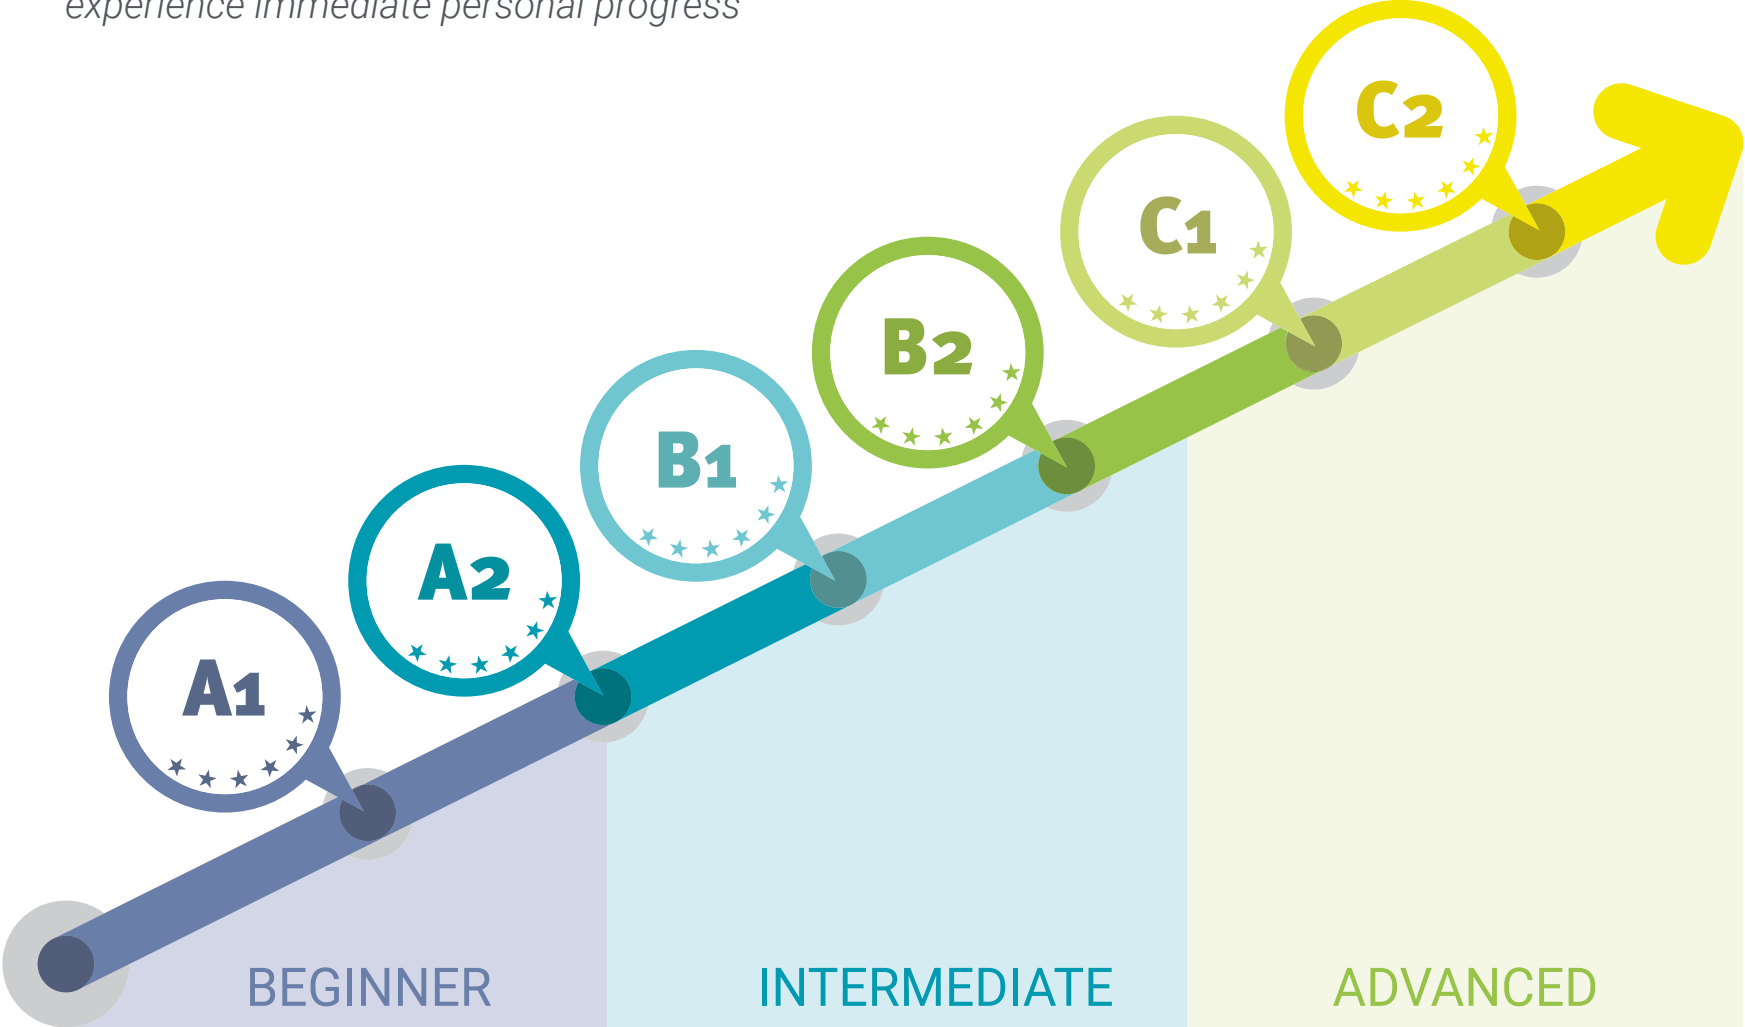 experience immediate personal progress
C2
C1
B2
B1
A2
A1
BEGINNER
INTERMEDIATE
ADVANCED